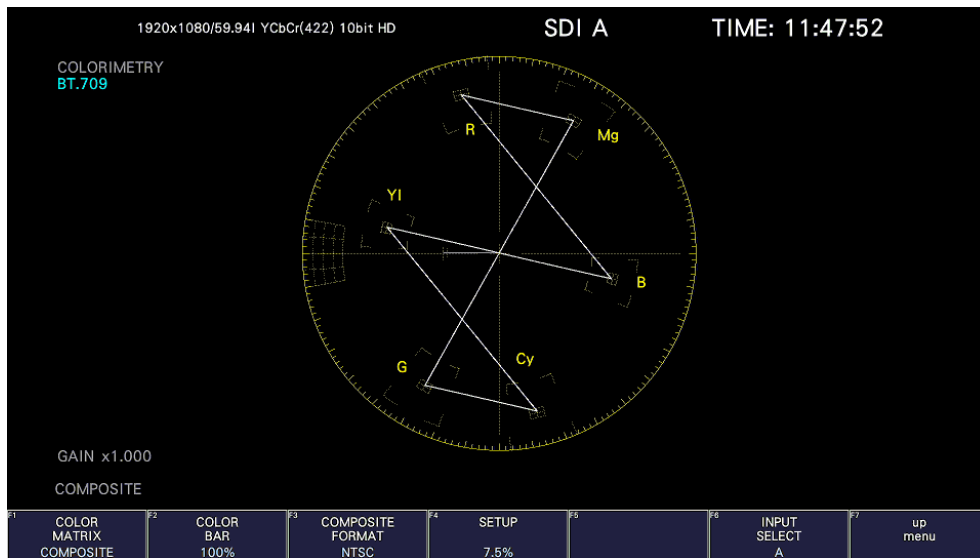 1920x1080/59.94I YCbCr(422) 10bit HD
SDI A
TIME: 11:47:52
COLORIMETRY
BT.709
R
Mg
Yl
B
G
Cy
GAIN x1.000
COMPOSITE
F1 COLOR MATRIX COMPOSITE
F2 COLOR BAR 100%
F3 COMPOSITE FORMAT NTSC
F4 SETUP 7.5%
F5
F6 INPUT SELECT A
F7 up menu